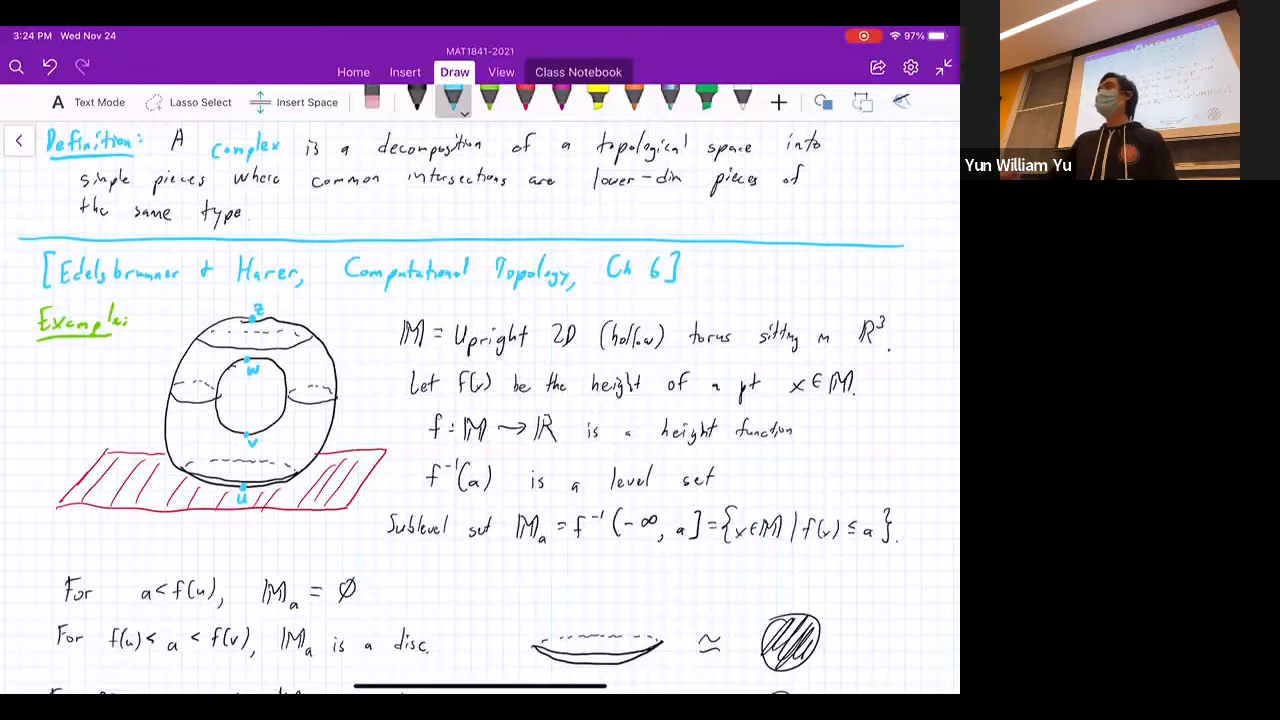 3:24 PM Wed Nov 24
97%
MAT1841-2021
Home Insert Draw View Class Notebook
Text Mode Lasso Select Insert Space
Definition: A complex is a decomposition of a topological space into
simple pieces where common intersections are lower-dim pieces of
the same type.
[Edelsbrunner & Harer, Computational Topology, Ch 6]
Example:
z
w
v
u
𝕄 = Upright 2D (hollow) torus sitting in ℝ³.
Let f(x) be the height of a pt x∈𝕄.
f: 𝕄 → ℝ is a height function
f⁻¹(a) is a level set
Sublevel set 𝕄ₐ = f⁻¹(-∞, a] = {x∈𝕄 | f(x) ≤ a}.
For a < f(u), 𝕄ₐ = ∅
For f(u) < a < f(v), 𝕄ₐ is a disc. ≃
Yun William Yu